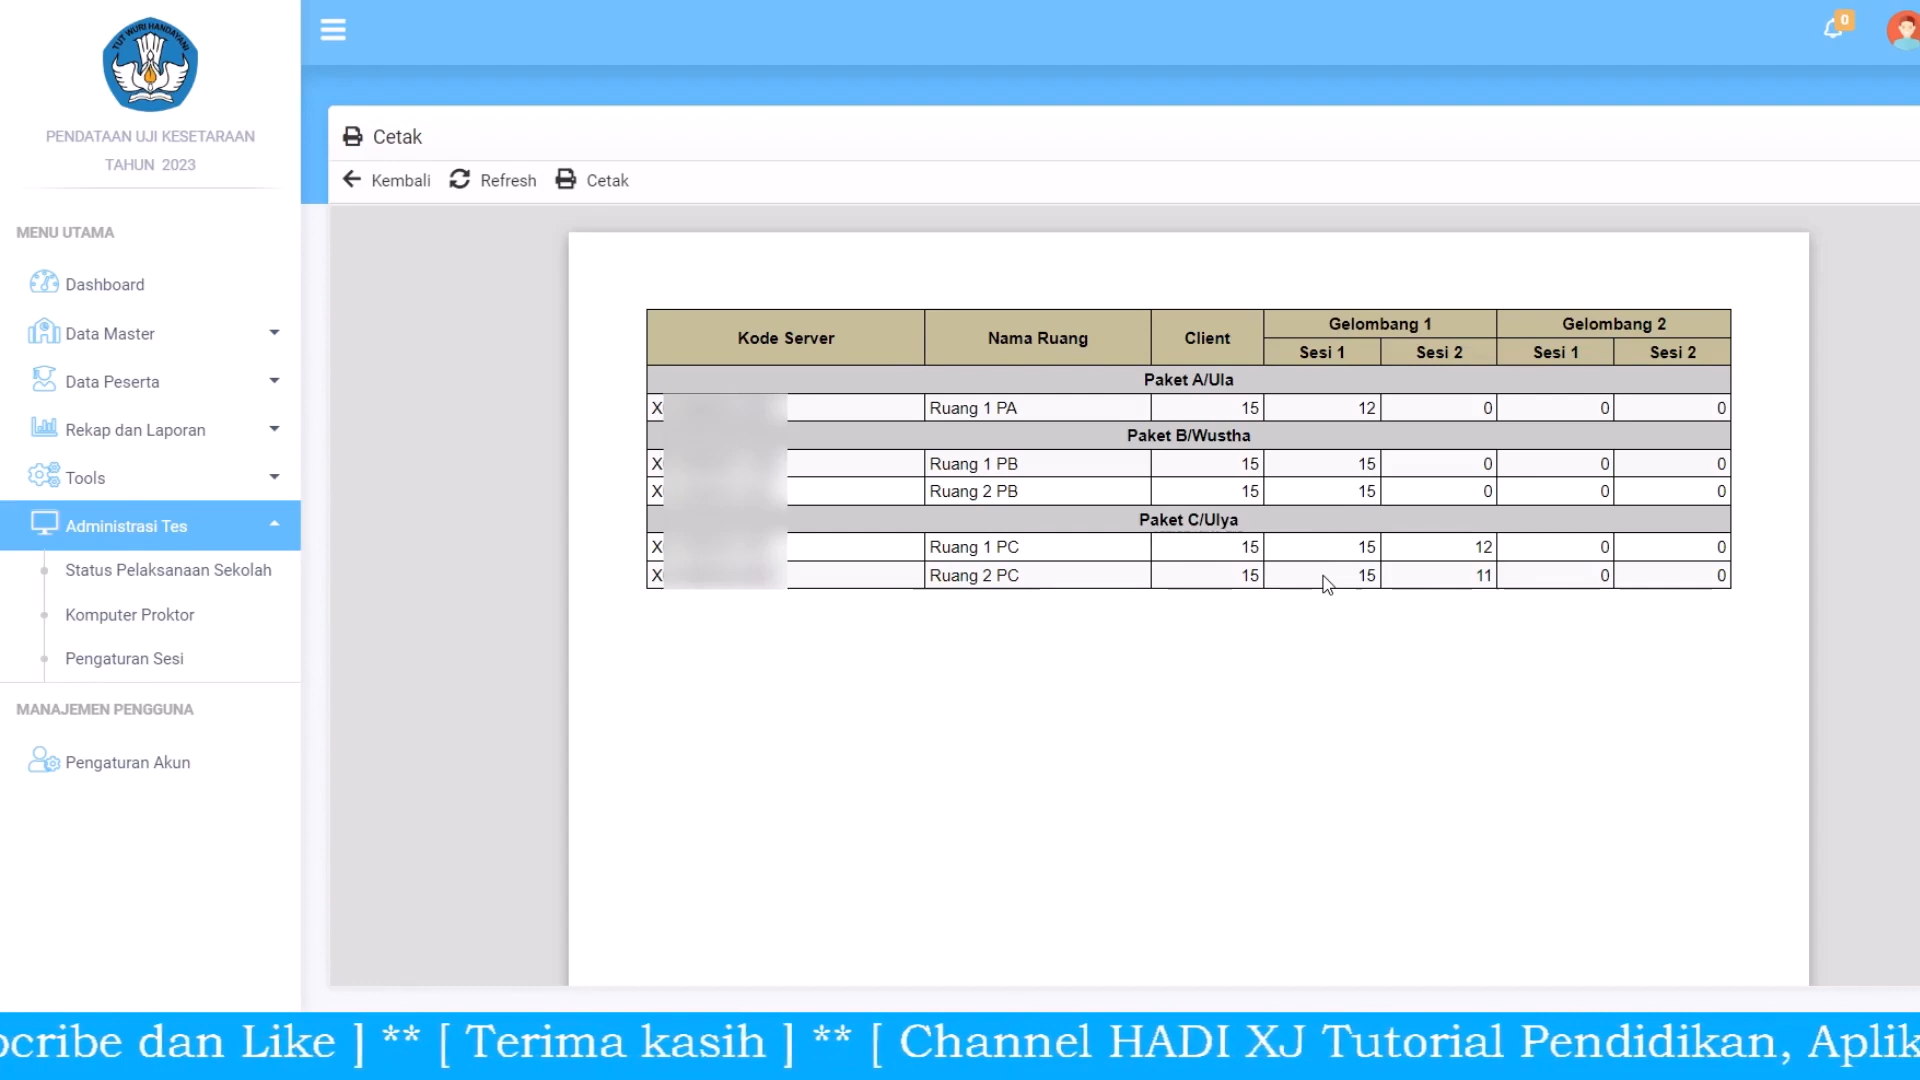 TUT WURI HANDAYANI
PENDATAAN UJI KESETARAAN
TAHUN 2023
MENU UTAMA
Dashboard
Data Master
Data Peserta
Rekap dan Laporan
Tools
Administrasi Tes
Status Pelaksanaan Sekolah
Komputer Proktor
Pengaturan Sesi
MANAJEMEN PENGGUNA
Pengaturan Akun
0
Cetak
Kembali Refresh Cetak
Kode Server Nama Ruang Client Gelombang 1 Gelombang 2
Sesi 1 Sesi 2 Sesi 1 Sesi 2
Paket A/Ula
X Ruang 1 PA 15 12 0 0 0
Paket B/Wustha
X Ruang 1 PB 15 15 0 0 0
X Ruang 2 PB 15 15 0 0 0
Paket C/Ulya
X Ruang 1 PC 15 15 12 0 0
X Ruang 2 PC 15 15 11 0 0
cribe dan Like ] ** [ Terima kasih ] ** [ Channel HADI XJ Tutorial Pendidikan, Aplik